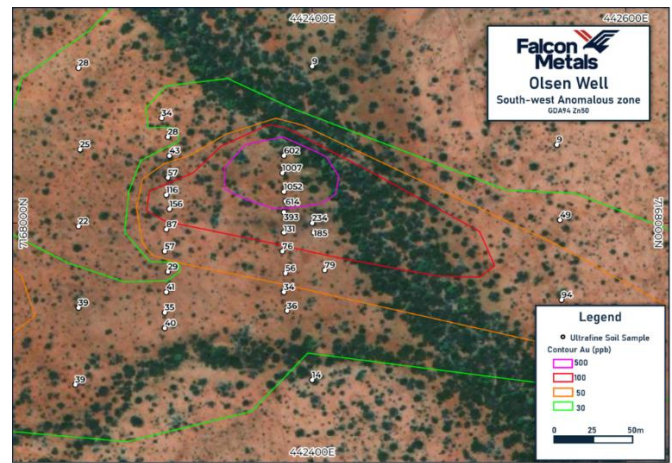 442400E
442600E
Falcon
Metals
Olsen Well
South-west Anomalous zone
GDA94 Zn50
28
9
34
28
9
25
43
602
57
1007
116
1052
156
614
49
22
87
393
234
131
185
57
76
29
56
79
41
34
94
39
35
36
40
39
14
7168000N
7168000N
Legend
Ultrafine Soil Sample
Contour Au (ppb)
500
100
50
30
0 25 50m
442400E